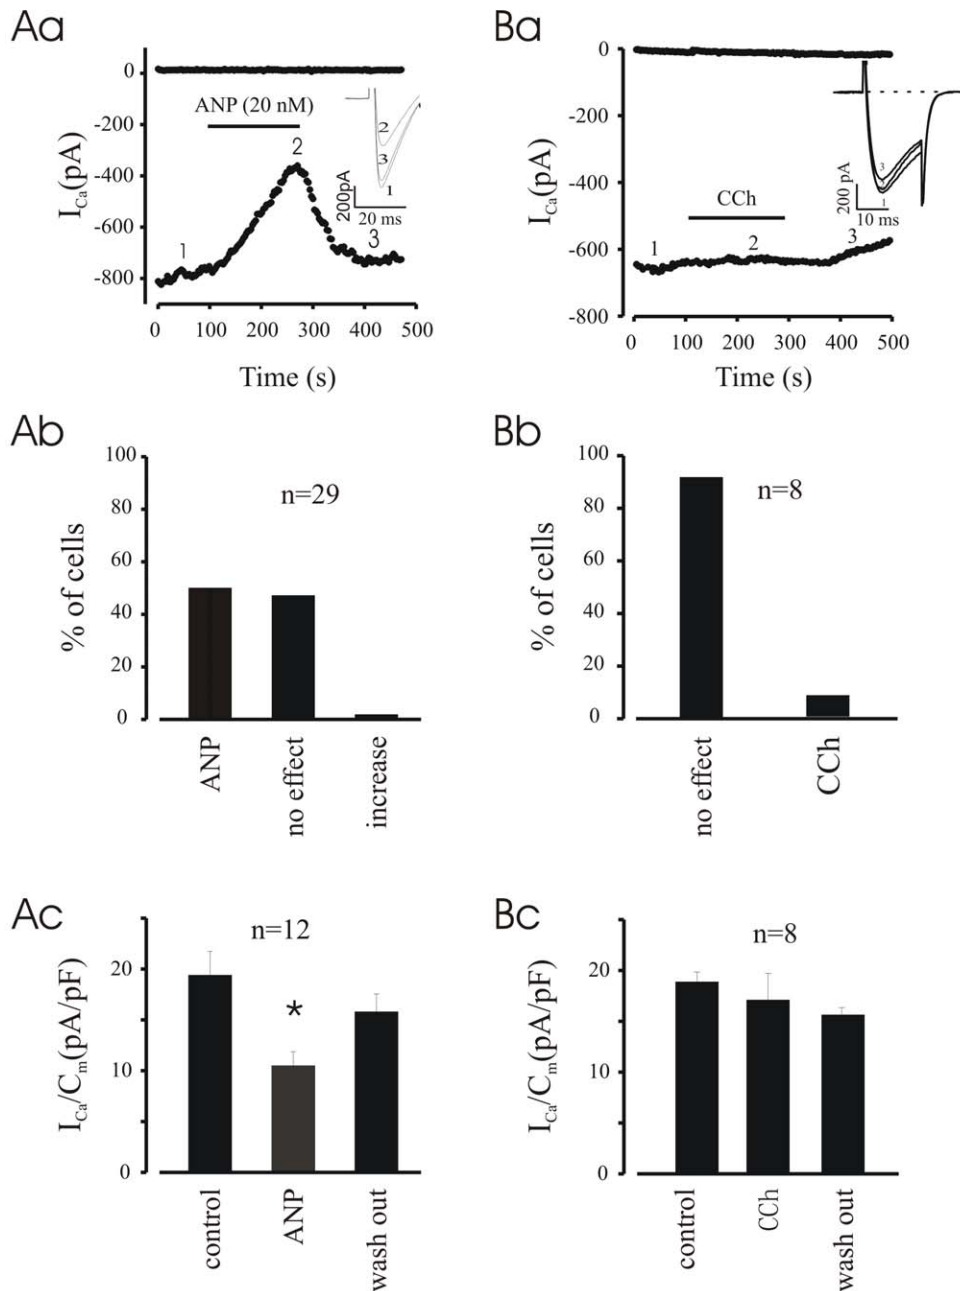 Aa
I_Ca(pA)
0
-200
-400
-600
-800
ANP (20 nM)
1
2
3
2
3
1
200pA
20 ms
0 100 200 300 400 500
Time (s)
Ba
I_Ca(pA)
0
-200
-400
-600
-800
CCh
1
2
3
3
1
200 pA
10 ms
0 100 200 300 400 500
Time (s)
Ab
% of cells
100
80
60
40
20
0
n=29
ANP
no effect
increase
Bb
% of cells
100
80
60
40
20
0
n=8
no effect
CCh
Ac
I_Ca/C_m(pA/pF)
20
10
0
n=12
*
control
ANP
wash out
Bc
I_Ca/C_m(pA/pF)
20
10
0
n=8
control
CCh
wash out